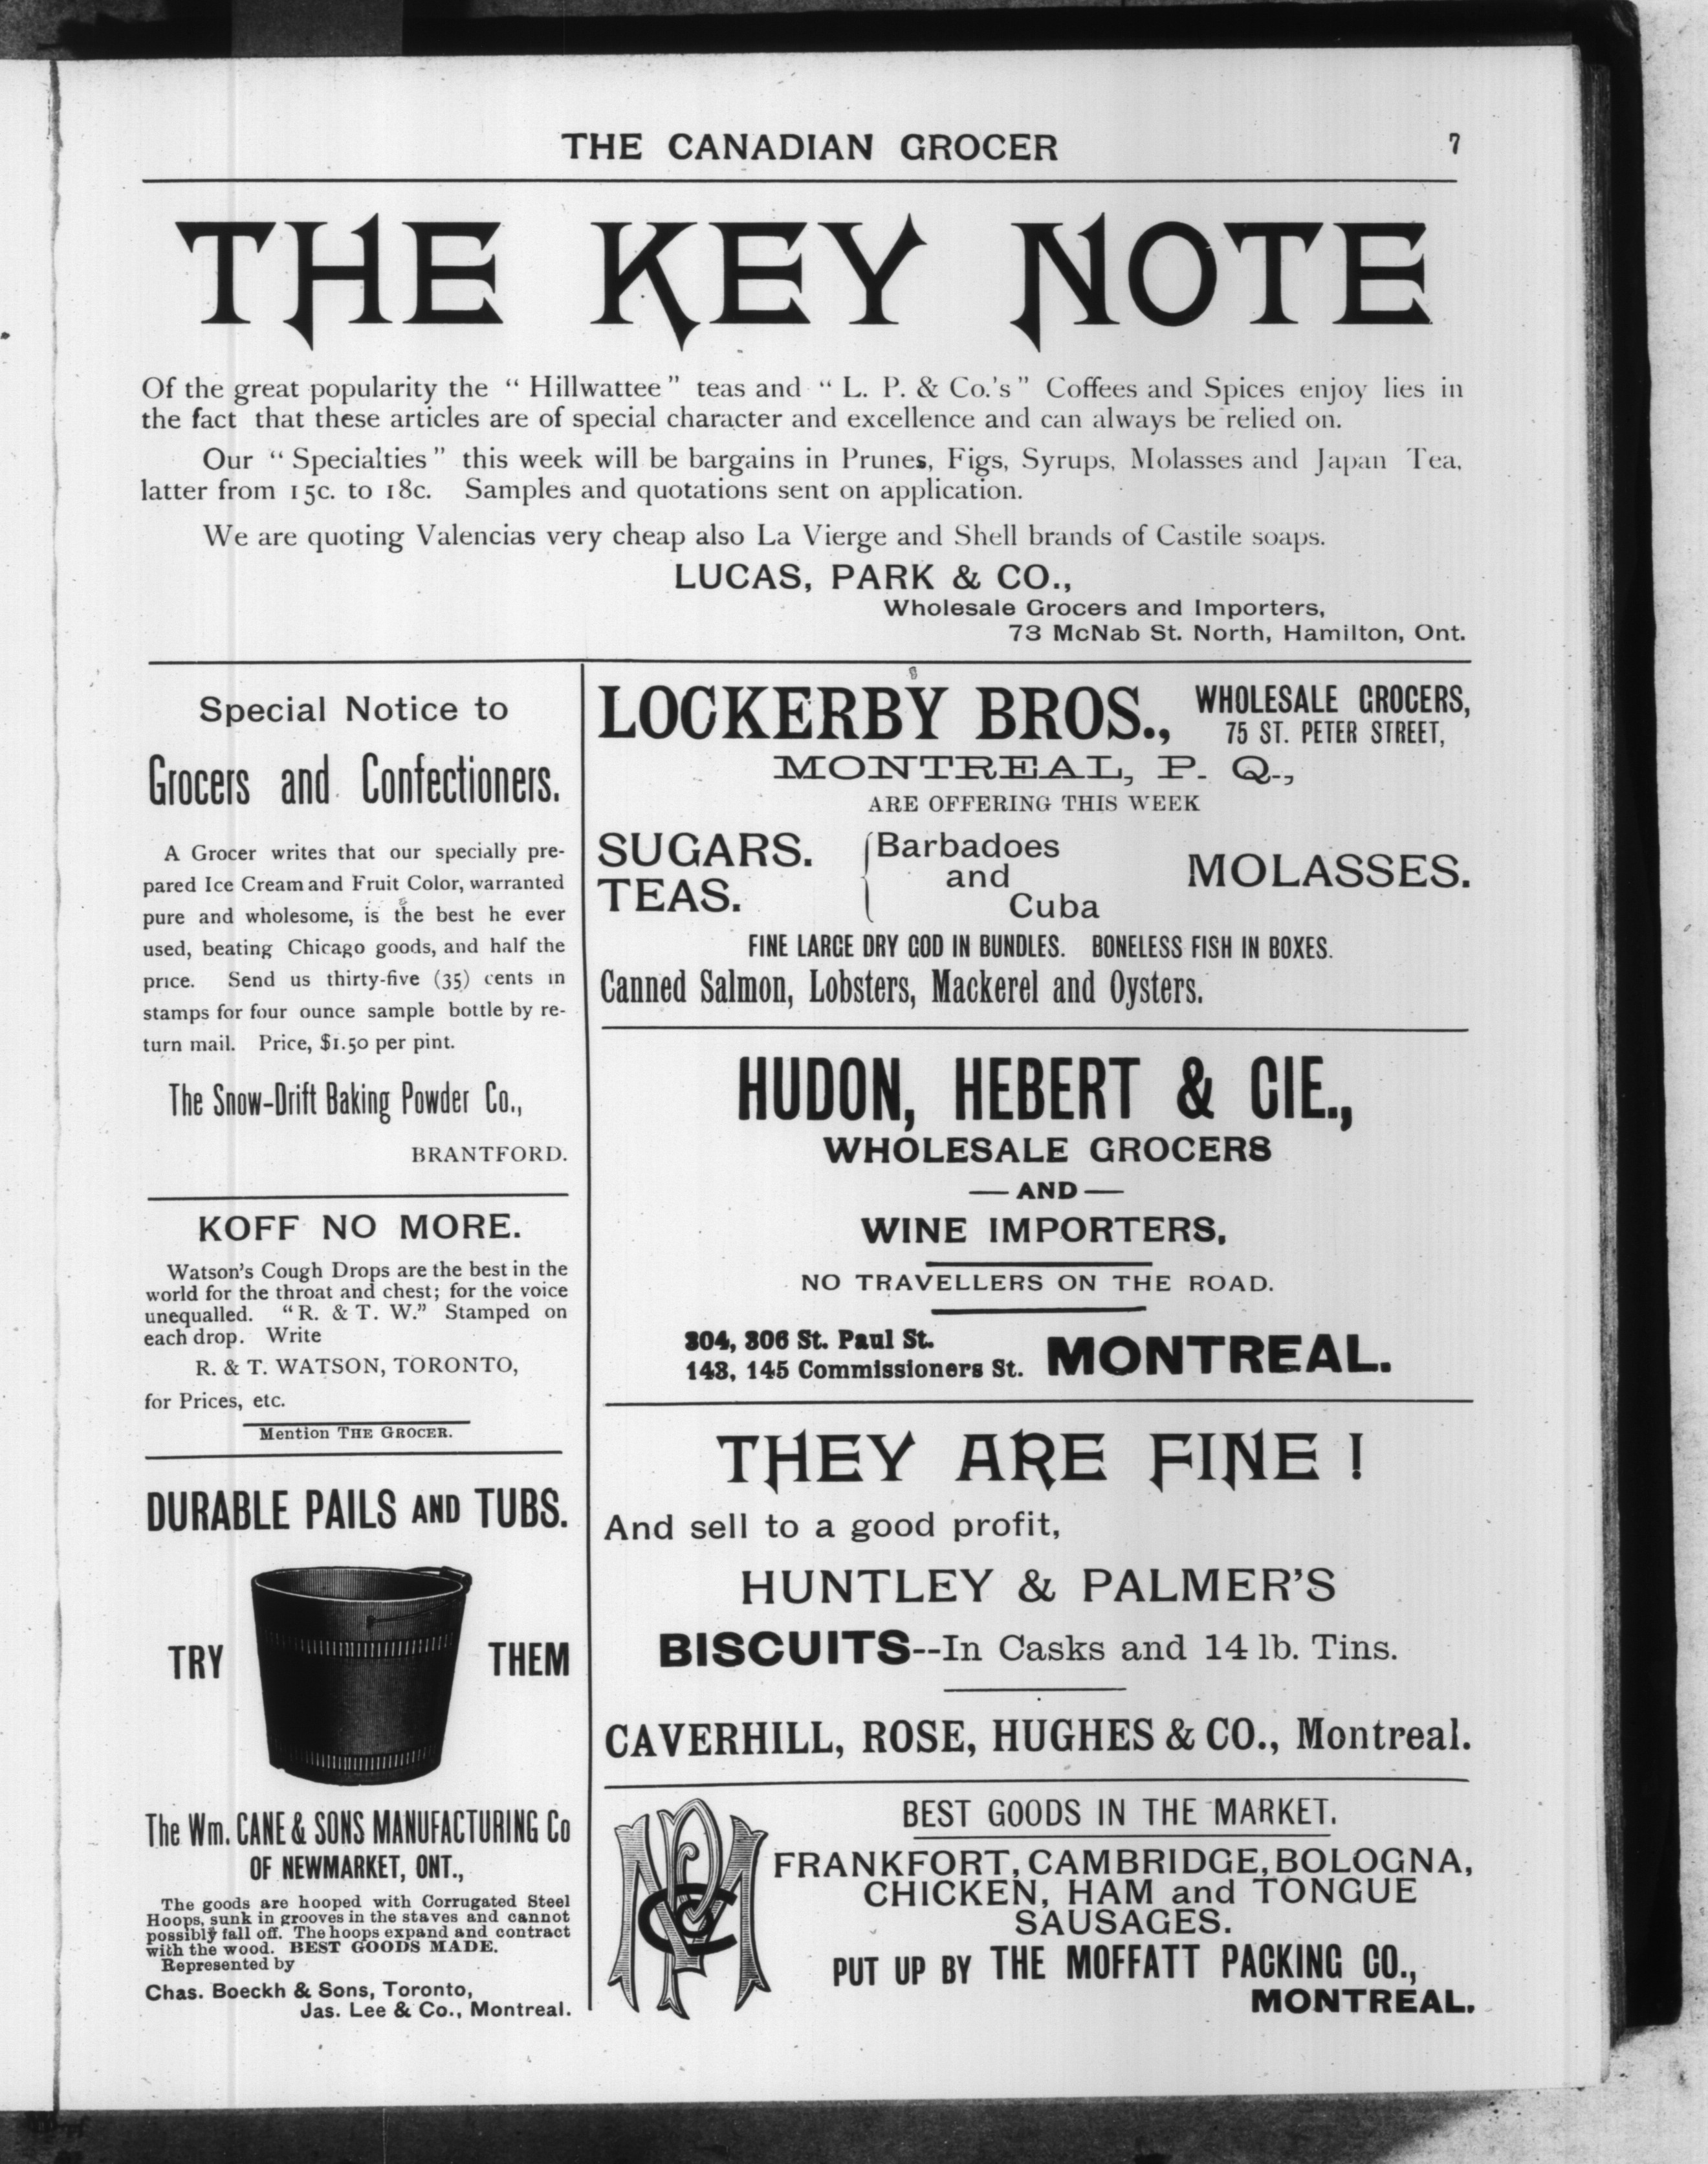 THE CANADIAN GROCER 7
THE KEY NOTE
Of the great popularity the " Hillwattee " teas and " L. P. & Co.'s " Coffees and Spices enjoy lies in
the fact that these articles are of special character and excellence and can always be relied on.
Our " Specialties " this week will be bargains in Prunes, Figs, Syrups, Molasses and Japan Tea,
latter from 15c. to 18c. Samples and quotations sent on application.
We are quoting Valencias very cheap also La Vierge and Shell brands of Castile soaps.
LUCAS, PARK & CO.,
Wholesale Grocers and Importers,
73 McNab St. North, Hamilton, Ont.
Special Notice to
Grocers and Confectioners.
A Grocer writes that our specially pre-
pared Ice Cream and Fruit Color, warranted
pure and wholesome, is the best he ever
used, beating Chicago goods, and half the
price. Send us thirty-five (35) cents in
stamps for four ounce sample bottle by re-
turn mail. Price, $1.50 per pint.
The Snow-Drift Baking Powder Co.,
BRANTFORD.
KOFF NO MORE.
Watson's Cough Drops are the best in the
world for the throat and chest; for the voice
unequalled. "R. & T. W." Stamped on
each drop. Write
R. & T. WATSON, TORONTO,
for Prices, etc.
Mention THE GROCER.
DURABLE PAILS AND TUBS.
TRY THEM
The Wm. CANE & SONS MANUFACTURING Co
OF NEWMARKET, ONT.,
The goods are hooped with Corrugated Steel
Hoops, sunk in grooves in the staves and cannot
possibly fall off. The hoops expand and contract
with the wood. BEST GOODS MADE.
Represented by
Chas. Boeckh & Sons, Toronto,
Jas. Lee & Co., Montreal.
LOCKERBY BROS., WHOLESALE GROCERS,
75 ST. PETER STREET,
MONTREAL, P. Q.,
ARE OFFERING THIS WEEK
SUGARS.
TEAS.
Barbadoes
and
Cuba
MOLASSES.
FINE LARGE DRY COD IN BUNDLES. BONELESS FISH IN BOXES.
Canned Salmon, Lobsters, Mackerel and Oysters.
HUDON, HEBERT & CIE.,
WHOLESALE GROCERS
— AND —
WINE IMPORTERS,
NO TRAVELLERS ON THE ROAD.
304, 306 St. Paul St.
143, 145 Commissioners St. MONTREAL.
THEY ARE FINE !
And sell to a good profit,
HUNTLEY & PALMER'S
BISCUITS--In Casks and 14 lb. Tins.
CAVERHILL, ROSE, HUGHES & CO., Montreal.
BEST GOODS IN THE MARKET.
FRANKFORT, CAMBRIDGE, BOLOGNA,
CHICKEN, HAM and TONGUE
SAUSAGES.
PUT UP BY THE MOFFATT PACKING CO.,
MONTREAL.